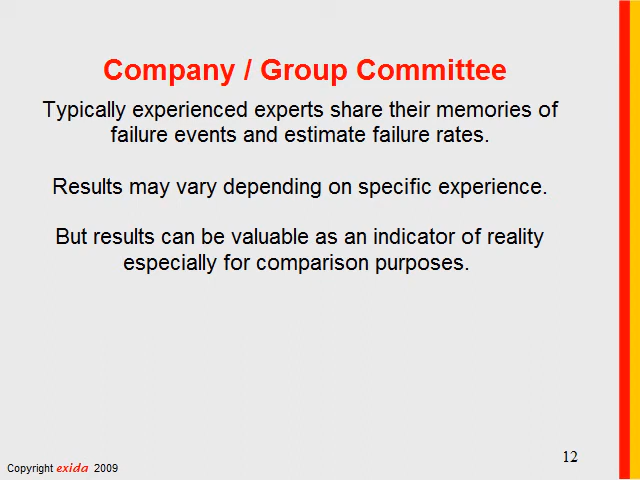 Company / Group Committee
Typically experienced experts share their memories of
failure events and estimate failure rates.
Results may vary depending on specific experience.
But results can be valuable as an indicator of reality
especially for comparison purposes.
12
Copyright exida 2009